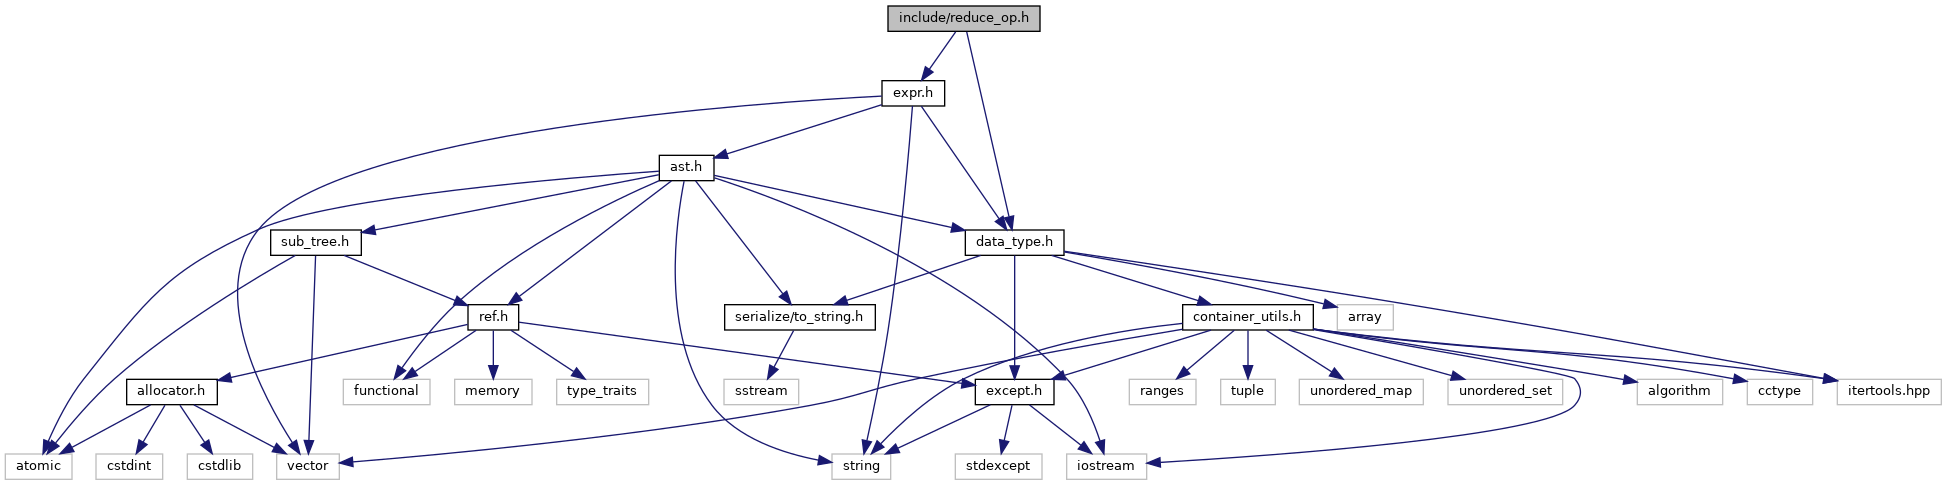 include/reduce_op.h
expr.h
ast.h
sub_tree.h
data_type.h
ref.h
serialize/to_string.h
container_utils.h
array
allocator.h
functional
memory
type_traits
sstream
except.h
ranges
tuple
unordered_map
unordered_set
algorithm
cctype
itertools.hpp
atomic
cstdint
cstdlib
vector
string
stdexcept
iostream